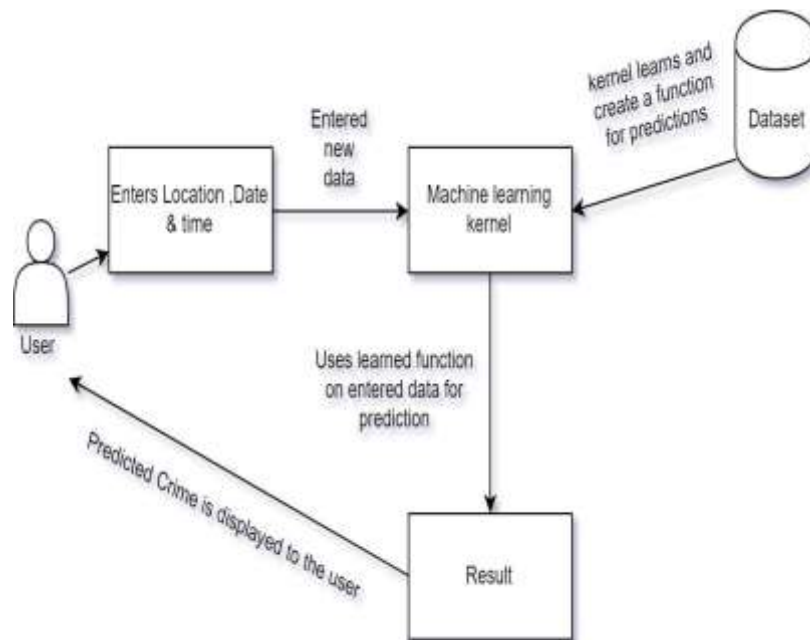 kernel learns and
create a function
for predictions
Dataset
Entered
new
data
Enters Location ,Date
& time
Machine learning
kernel
User
Uses learned function
on entered data for
prediction
Predicted Crime is displayed to the user
Result